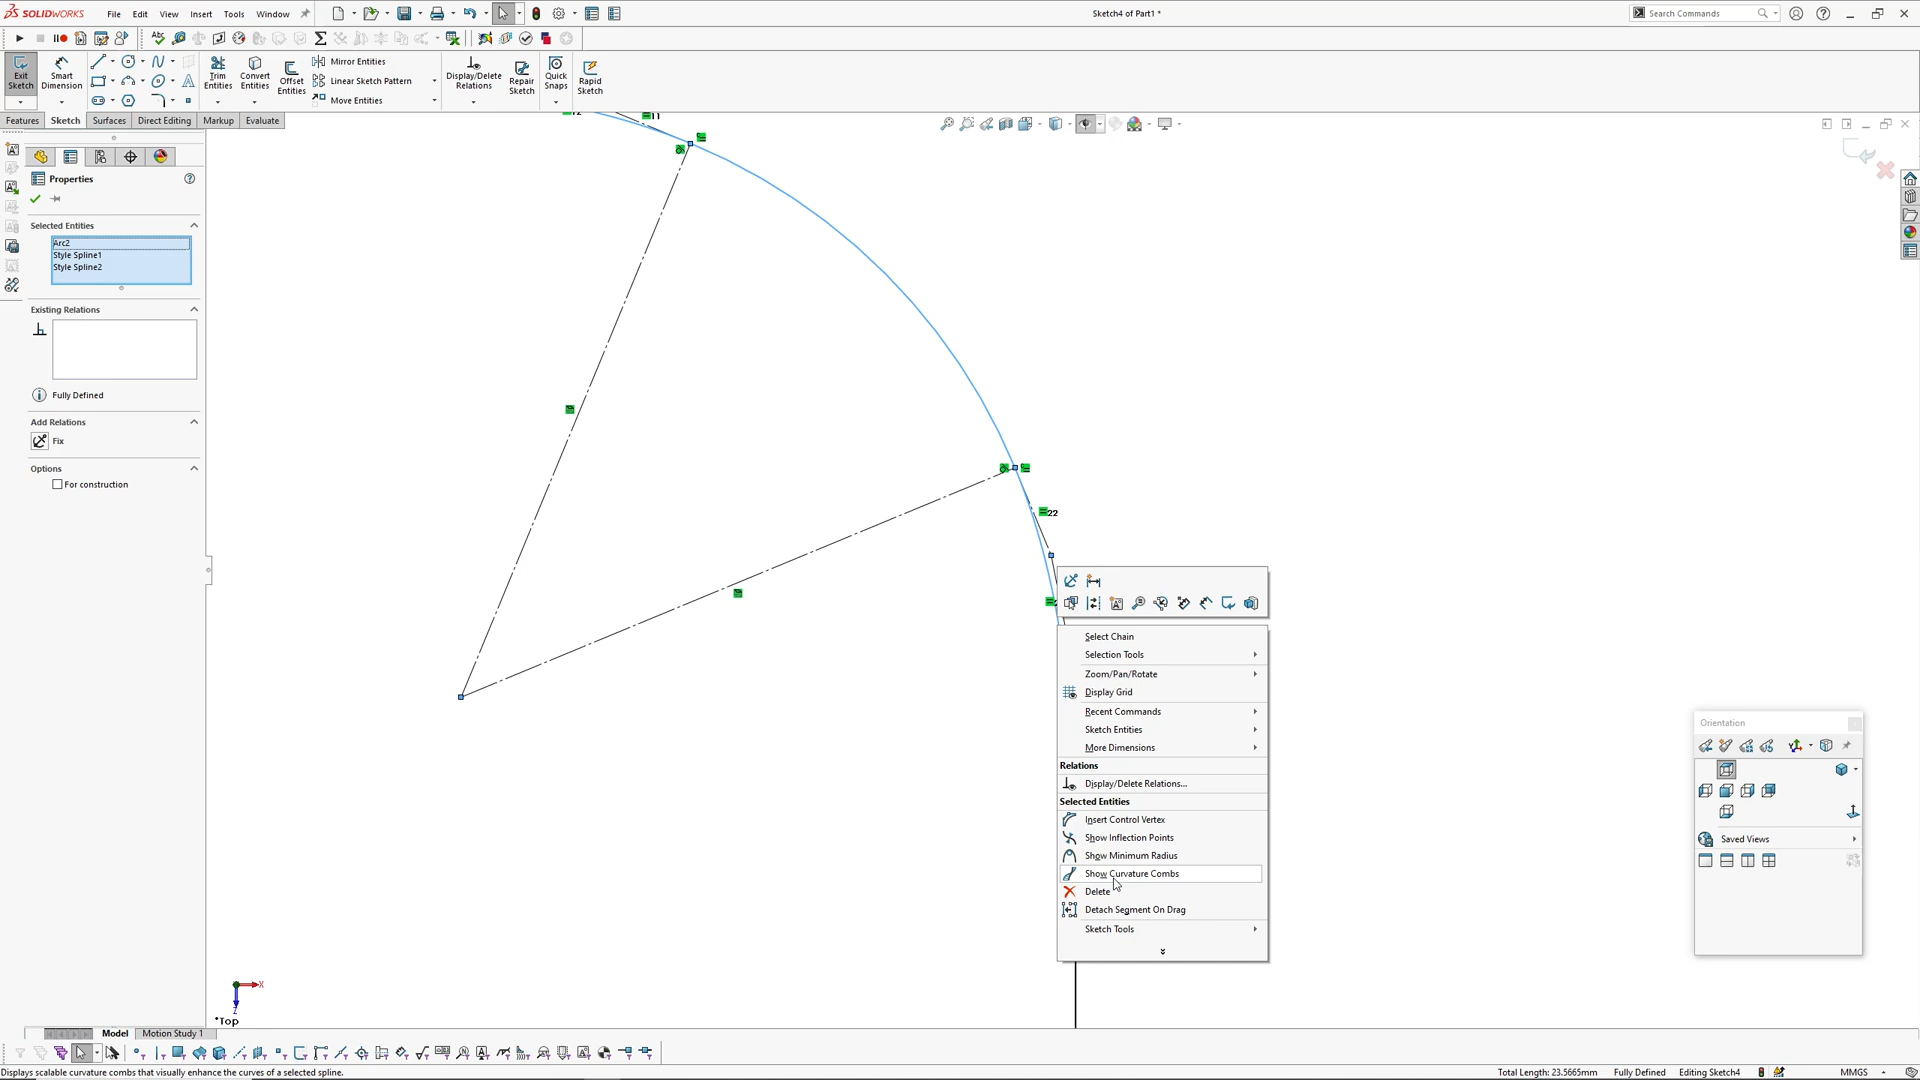 SOLIDWORKS
File
Edit
View
Insert
Tools
Window
Sketch4 of Part1 *
Search Commands
Exit
Sketch
Smart
Dimension
Trim
Entities
Convert
Entities
Offset
Entities
Mirror Entities
Linear Sketch Pattern
Move Entities
Display/Delete
Relations
Repair
Sketch
Quick
Snaps
Rapid
Sketch
Features
Sketch
Surfaces
Direct Editing
Markup
Evaluate
Properties
Selected Entities
Arc2
Style Spline1
Style Spline2
Existing Relations
Fully Defined
Add Relations
Fix
Options
For construction
11
22
Select Chain
Selection Tools
Zoom/Pan/Rotate
Display Grid
Recent Commands
Sketch Entities
More Dimensions
Relations
Display/Delete Relations...
Selected Entities
Insert Control Vertex
Show Inflection Points
Show Minimum Radius
Show Curvature Combs
Delete
Detach Segment On Drag
Sketch Tools
Orientation
Saved Views
X
Z
*Top
Model
Motion Study 1
Displays scalable curvature combs that visually enhance the curves of a selected spline.
Total Length: 23.5665mm
Fully Defined
Editing Sketch4
MMGS